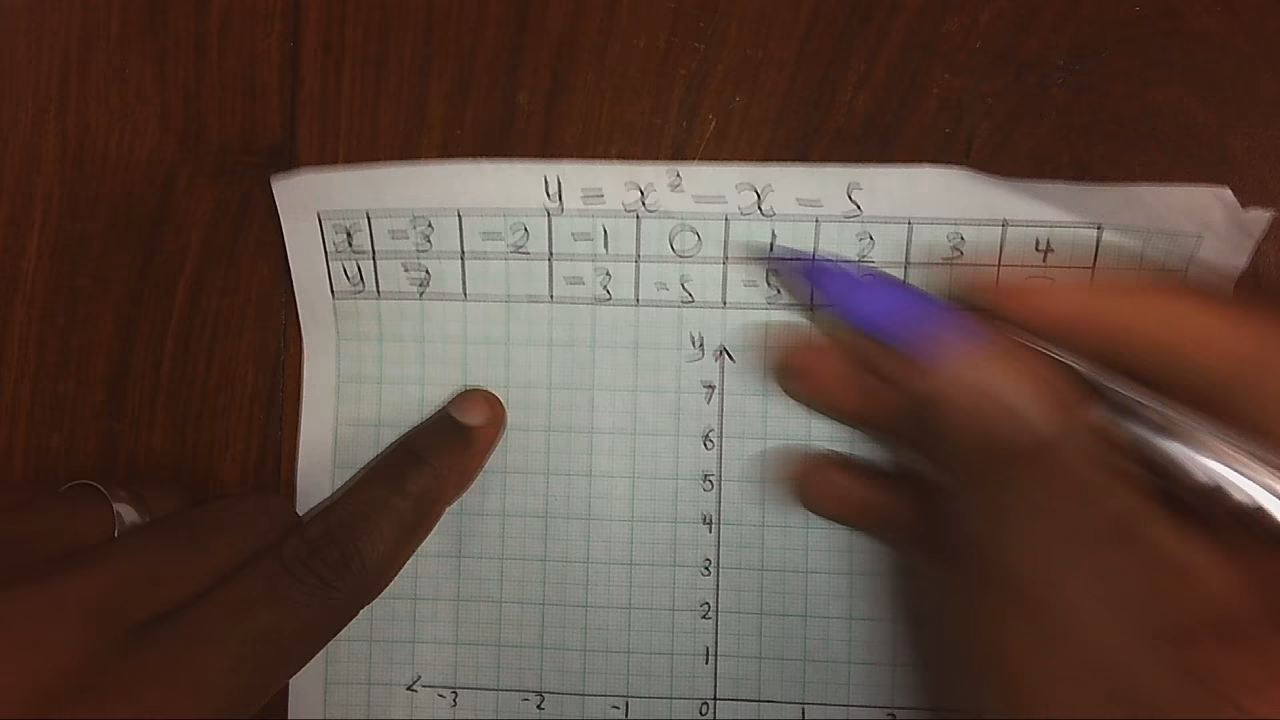 y = x² - x - 5
x -3 -2 -1 0 1 2 3 4
y 7 -3 -5 -5
y
7
6
5
4
3
2
1
-3 -2 -1 0 1